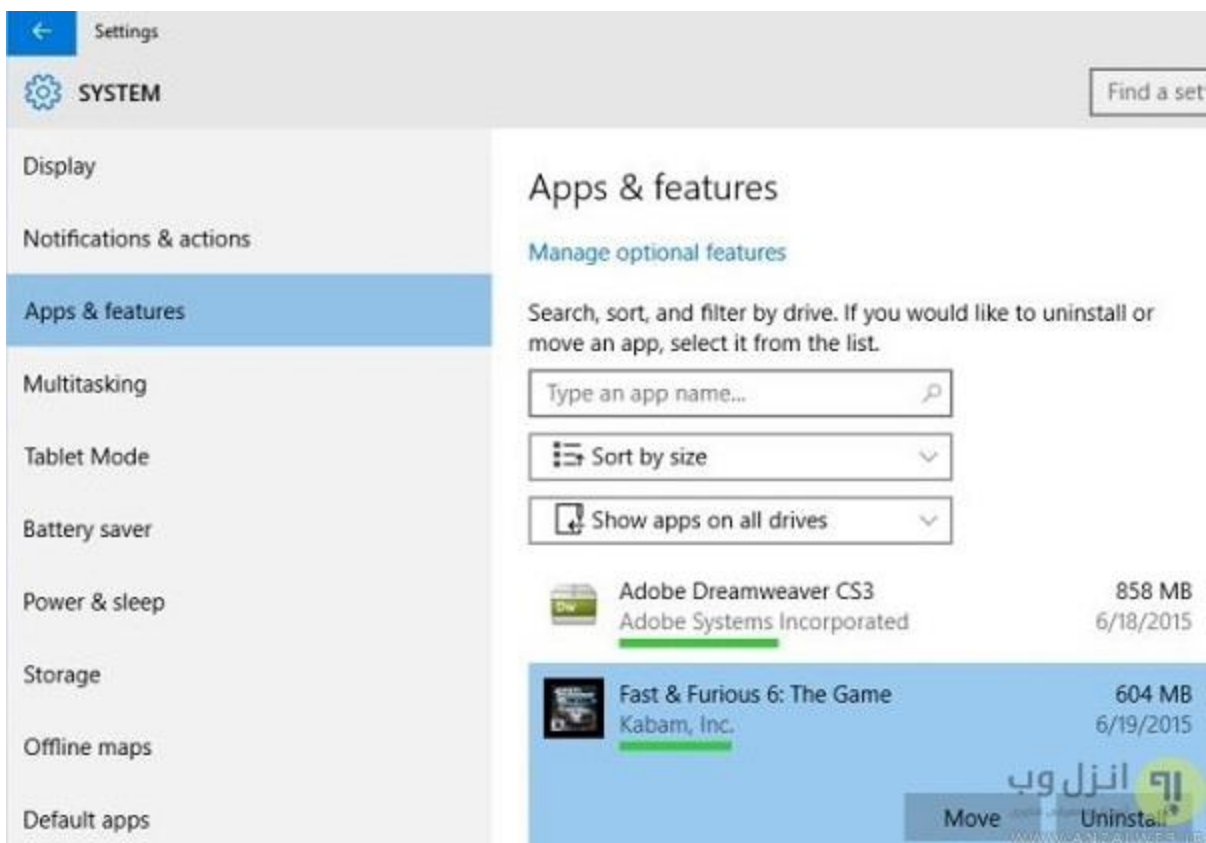 Settings
SYSTEM
Find a set
Display
Notifications & actions
Apps & features
Multitasking
Tablet Mode
Battery saver
Power & sleep
Storage
Offline maps
Default apps
Apps & features
Manage optional features
Search, sort, and filter by drive. If you would like to uninstall or
move an app, select it from the list.
Type an app name...
Sort by size
Show apps on all drives
Dw
Adobe Dreamweaver CS3 858 MB
Adobe Systems Incorporated 6/18/2015
Fast & Furious 6: The Game 604 MB
Kabam, Inc. 6/19/2015
انزل وب
Move Uninstall
WWW.ANZALWEB.IR